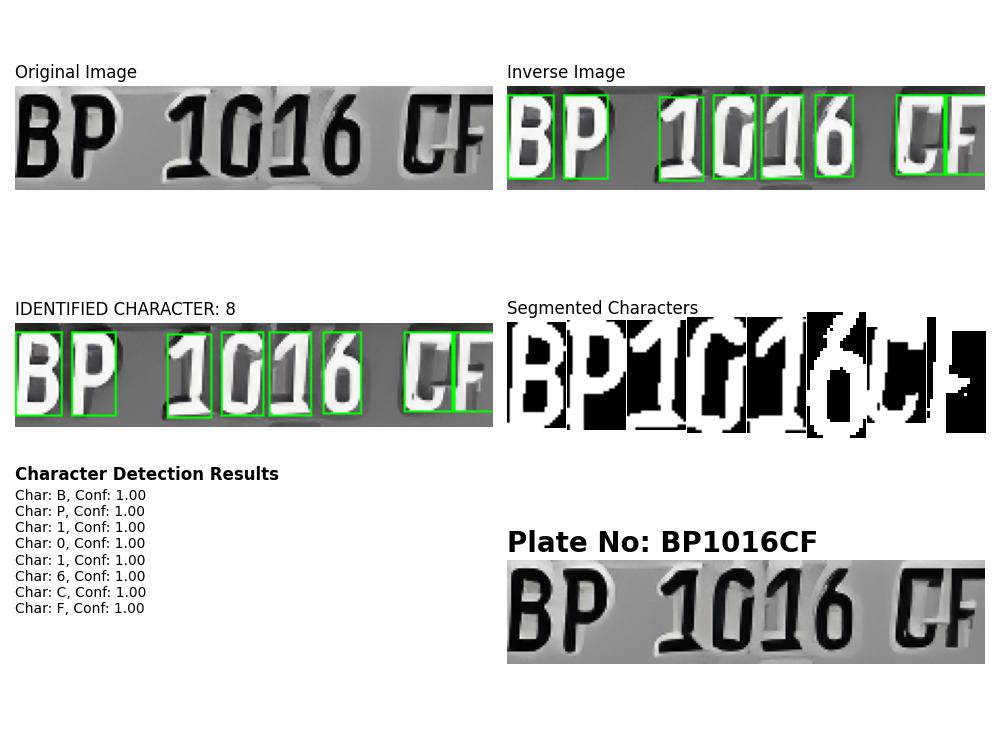 Original Image
BP 1016 CF
Inverse Image
BP 1016 CF
IDENTIFIED CHARACTER: 8
BP 1016 CF
Segmented Characters
BP1016CF
Character Detection Results
Char: B, Conf: 1.00
Char: P, Conf: 1.00
Char: 1, Conf: 1.00
Char: 0, Conf: 1.00
Char: 1, Conf: 1.00
Char: 6, Conf: 1.00
Char: C, Conf: 1.00
Char: F, Conf: 1.00
Plate No: BP1016CF
BP 1016 CF